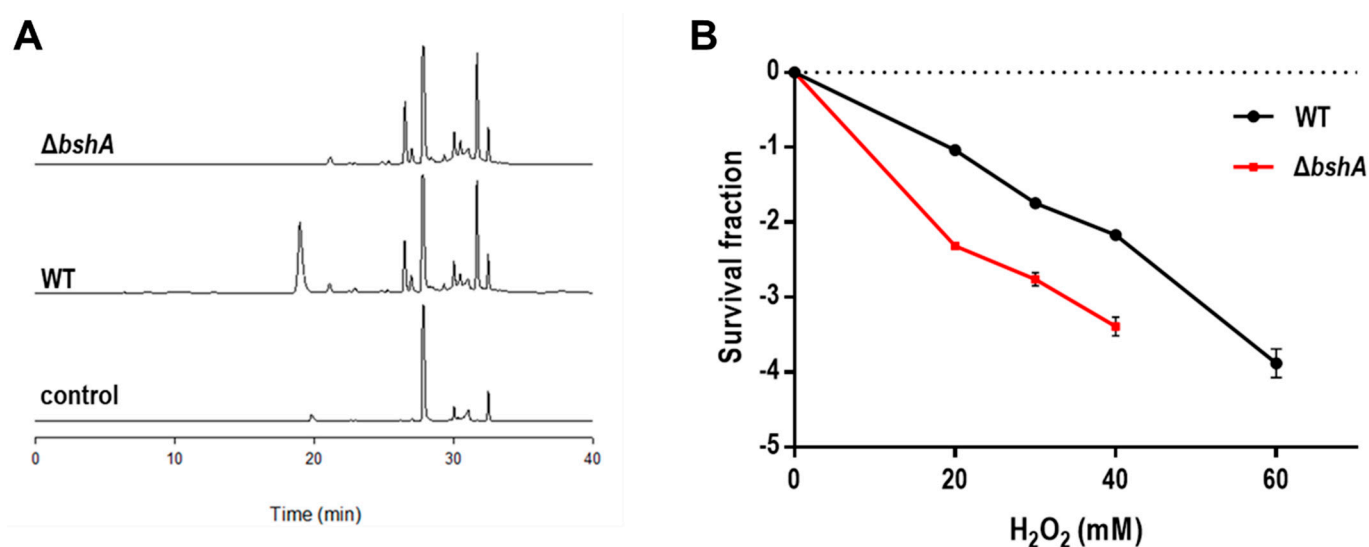 A
ΔbshA
WT
control
0 10 20 30 40
Time (min)
B
0
-1
-2
-3
-4
-5
Survival fraction
WT
ΔbshA
0 20 40 60
H₂O₂ (mM)